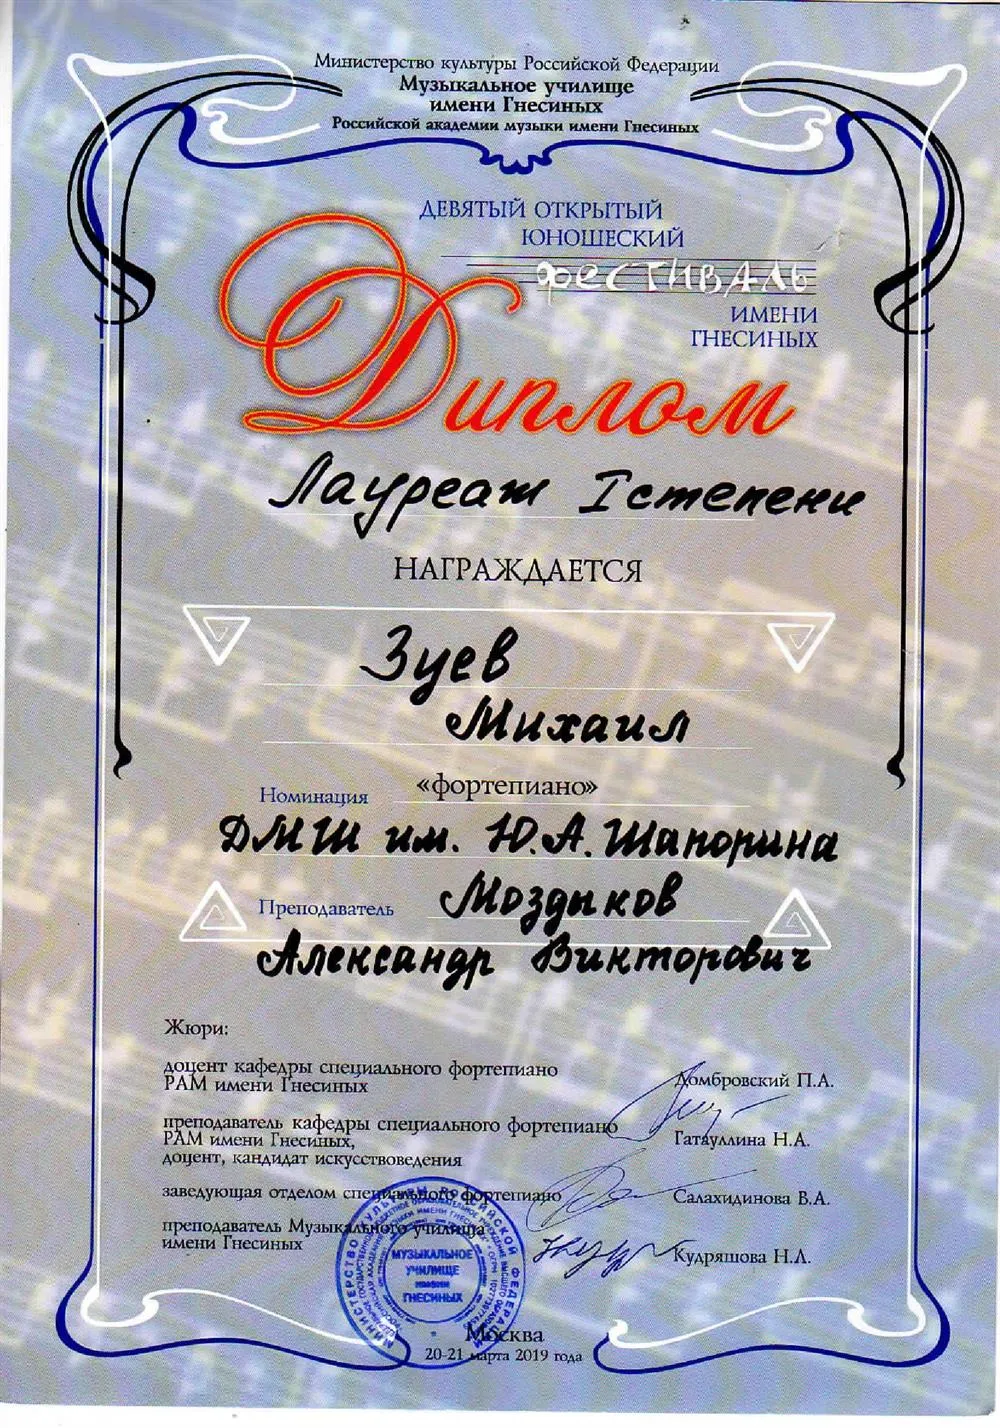 Министерство культуры Российской Федерации
Музыкальное училище
имени Гнесиных
Российской академии музыки имени Гнесиных
ДЕВЯТЫЙ ОТКРЫТЫЙ
ЮНОШЕСКИЙ
ФЕСТИВАЛЬ
ИМЕНИ
ГНЕСИНЫХ
Диплом
Лауреат I степени
НАГРАЖДАЕТСЯ
Зуев
Михаил
Номинация «фортепиано»
ДМШ им. Ю.А. Шапорина
Преподаватель Моздыков
Александр Викторович
Жюри:
доцент кафедры специального фортепиано
РАМ имени Гнесиных Домбровский П.А.
преподаватель кафедры специального фортепиано
РАМ имени Гнесиных, Гатауллина Н.А.
доцент, кандидат искусствоведения
заведующая отделом специального фортепиано Салахидинова В.А.
преподаватель Музыкального училища
имени Гнесиных Кудряшова Н.Л.
МУЗЫКАЛЬНОЕ
УЧИЛИЩЕ
ИМЕНИ
ГНЕСИНЫХ
Москва
20-21 марта 2019 года